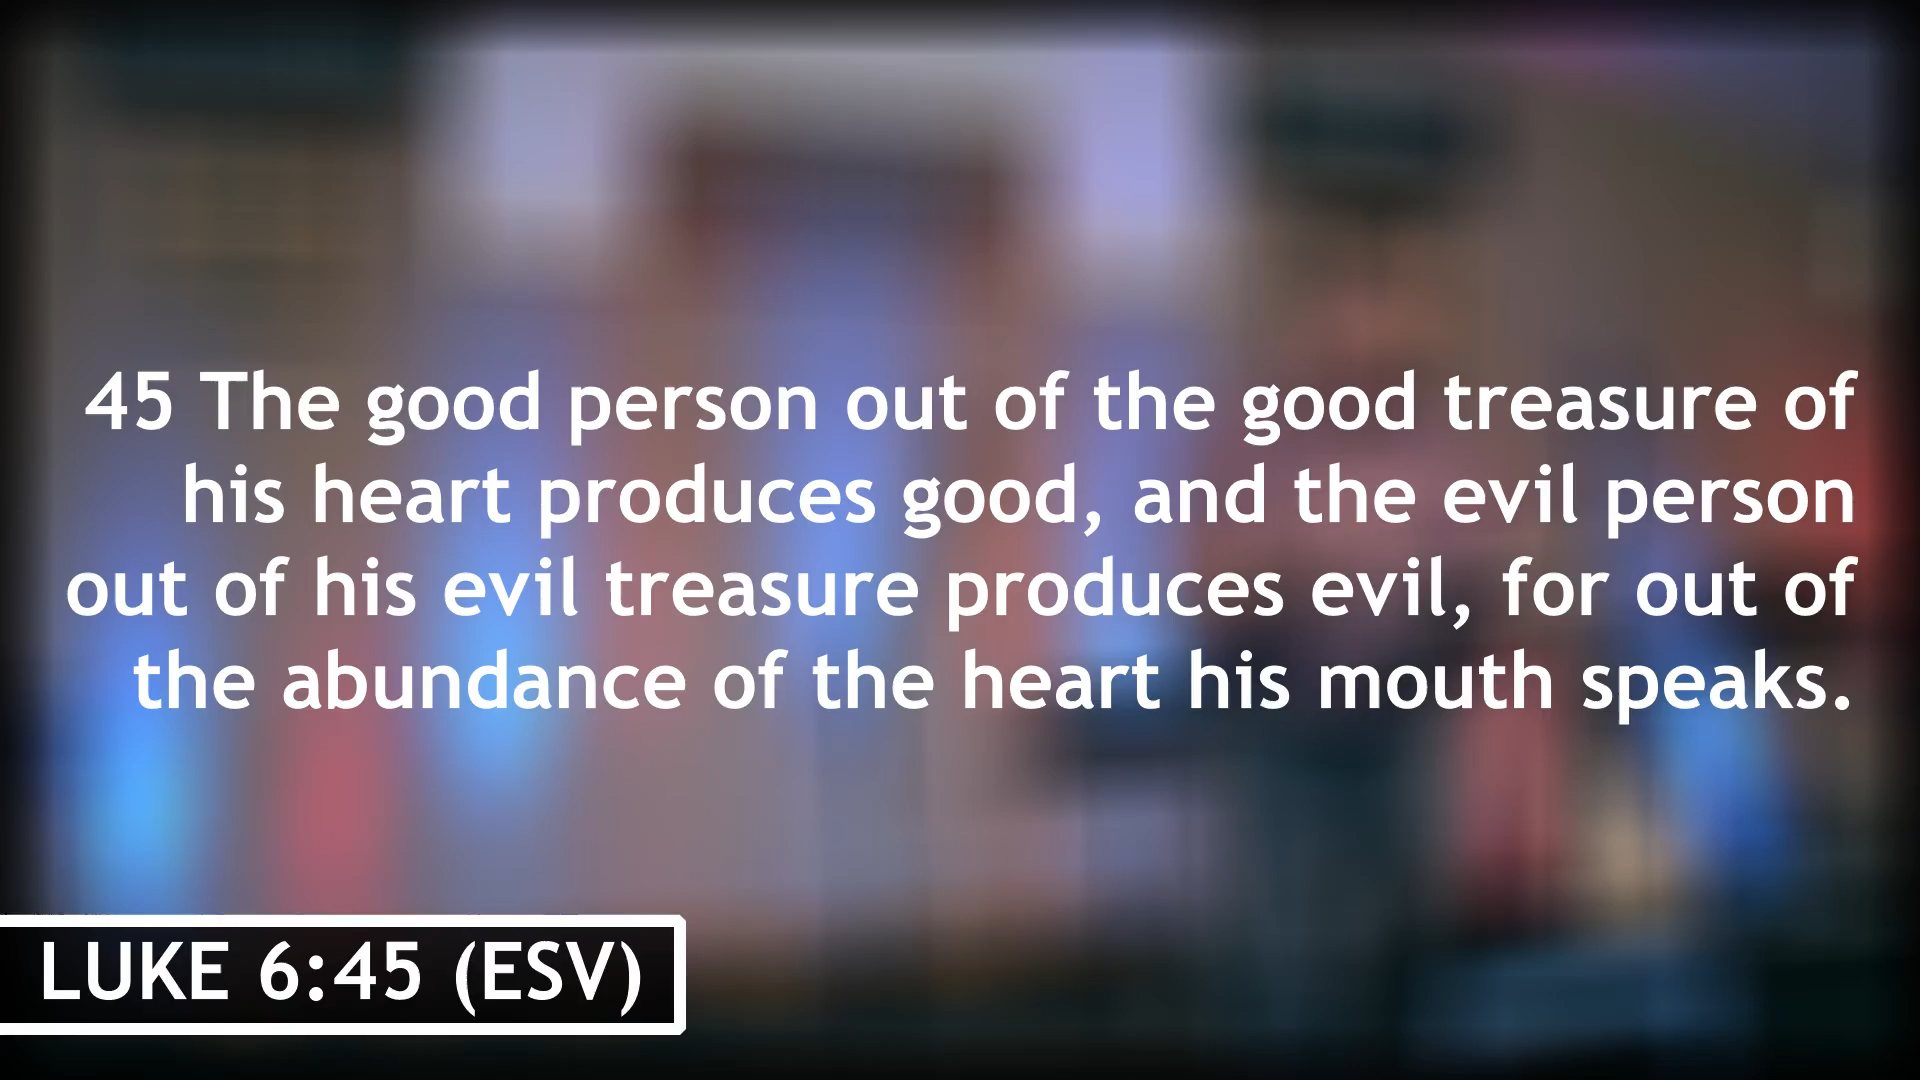 45 The good person out of the good treasure of
his heart produces good, and the evil person
out of his evil treasure produces evil, for out of
the abundance of the heart his mouth speaks.
LUKE 6:45 (ESV)